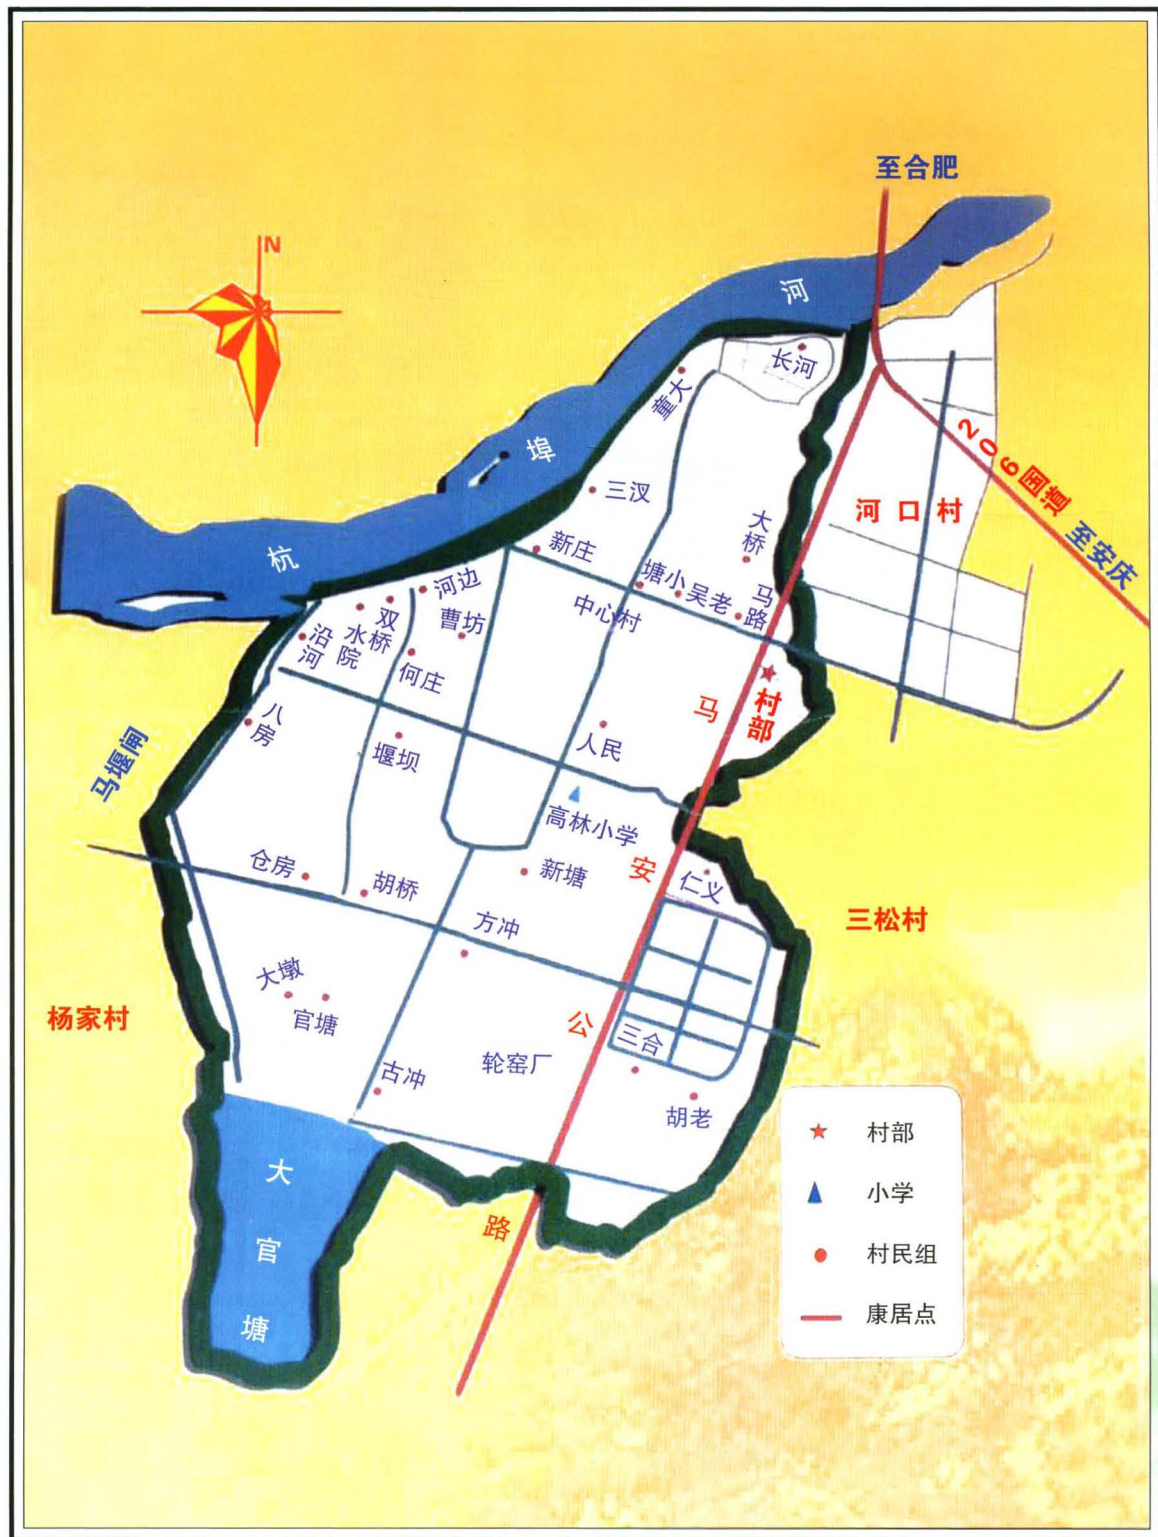 至合肥
N
河
长河
童大
206国道
至安庆
埠
三汊
河口村
大桥
新庄
杭
塘小
吴老
马路
中心村
河边
双桥
水院
沿河
曹坊
何庄
马
村部
八房
堰坝
人民
马堰闸
高林小学
安
仓房
胡桥
新塘
仁义
方冲
三松村
大墩
官塘
杨家村
公
三合
古冲
轮窑厂
胡老
村部
小学
村民组
康居点
大
官
塘
路